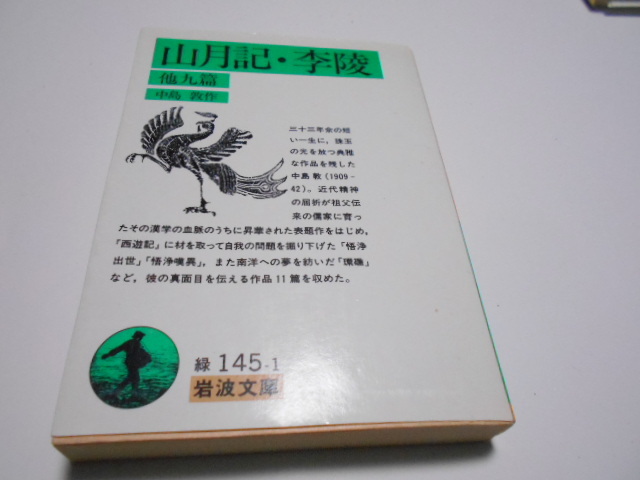 山月記・李陵
他九篇
中島 敦作
三十三年余の短
い一生に，珠玉
の光を放つ典雅
な作品を残した
中島敦(1909–
42)。近代精神
の屈折が祖父伝
来の儒家に育っ
たその漢学の血脈のうちに昇華された表題作をはじめ，
『西遊記』に材を取って自我の問題を掘り下げた「悟浄
出世」「悟浄嘆異」，また南洋への夢を紡いだ「環礁」
など，彼の真面目を伝える作品11篇を収めた。
緑 145-1
岩波文庫